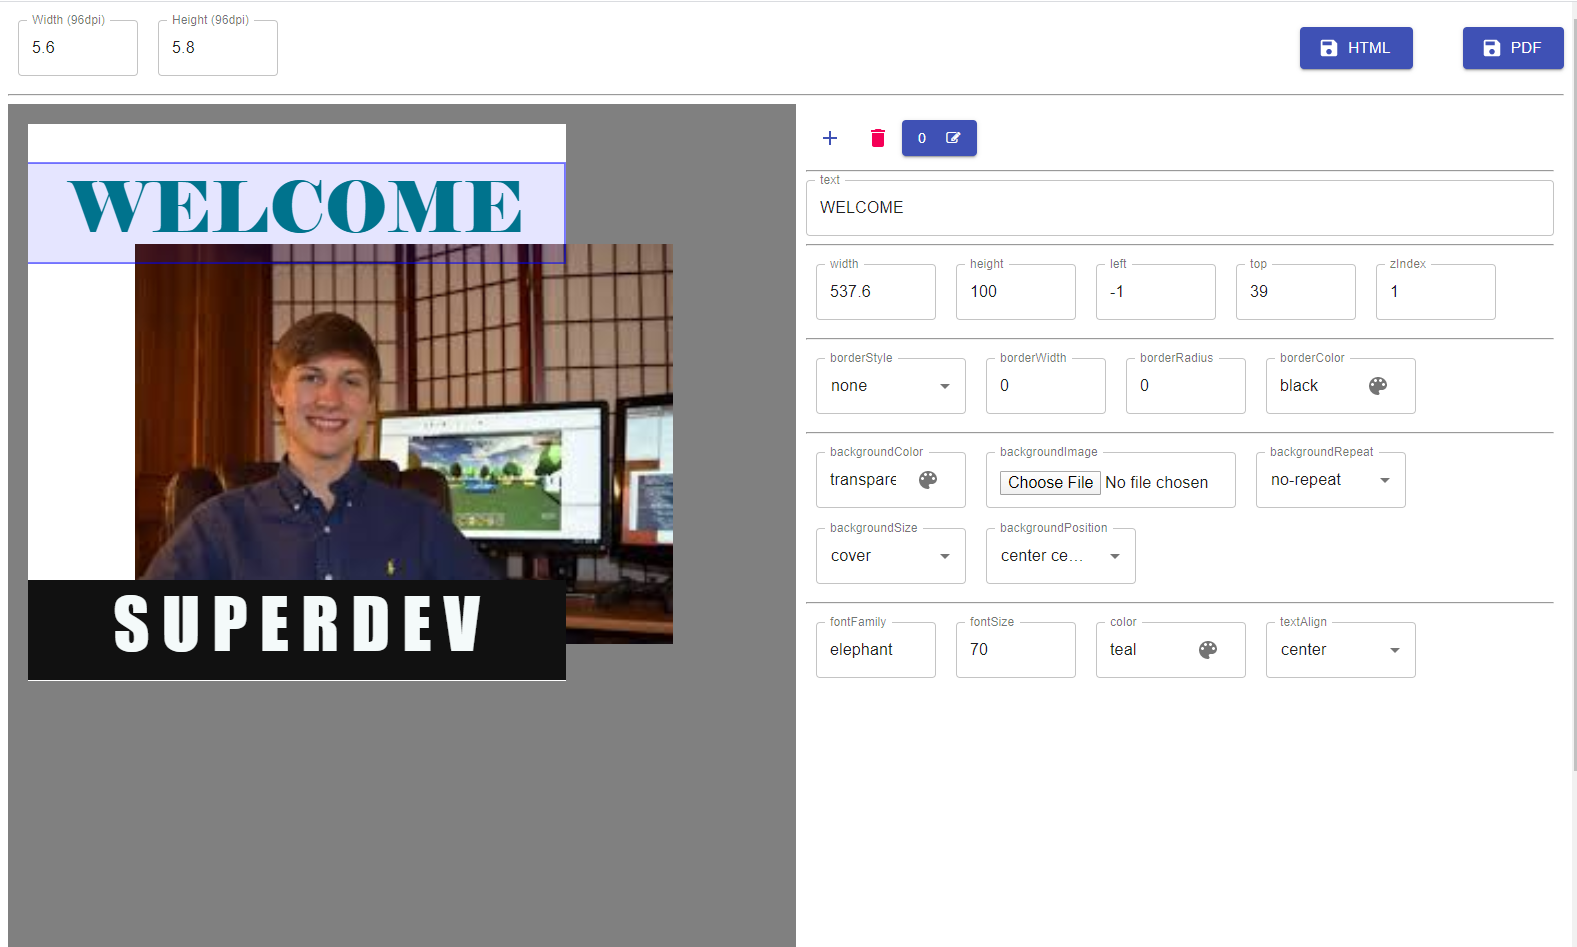 Width (96dpi) Height (96dpi)
5.6 5.8 HTML PDF
0
WELCOME
SUPERDEV
text
WELCOME
width height left top zIndex
537.6 100 -1 39 1
borderStyle borderWidth borderRadius borderColor
none 0 0 black
backgroundColor backgroundImage backgroundRepeat
transpare Choose File No file chosen no-repeat
backgroundSize backgroundPosition
cover center ce...
fontFamily fontSize color textAlign
elephant 70 teal center